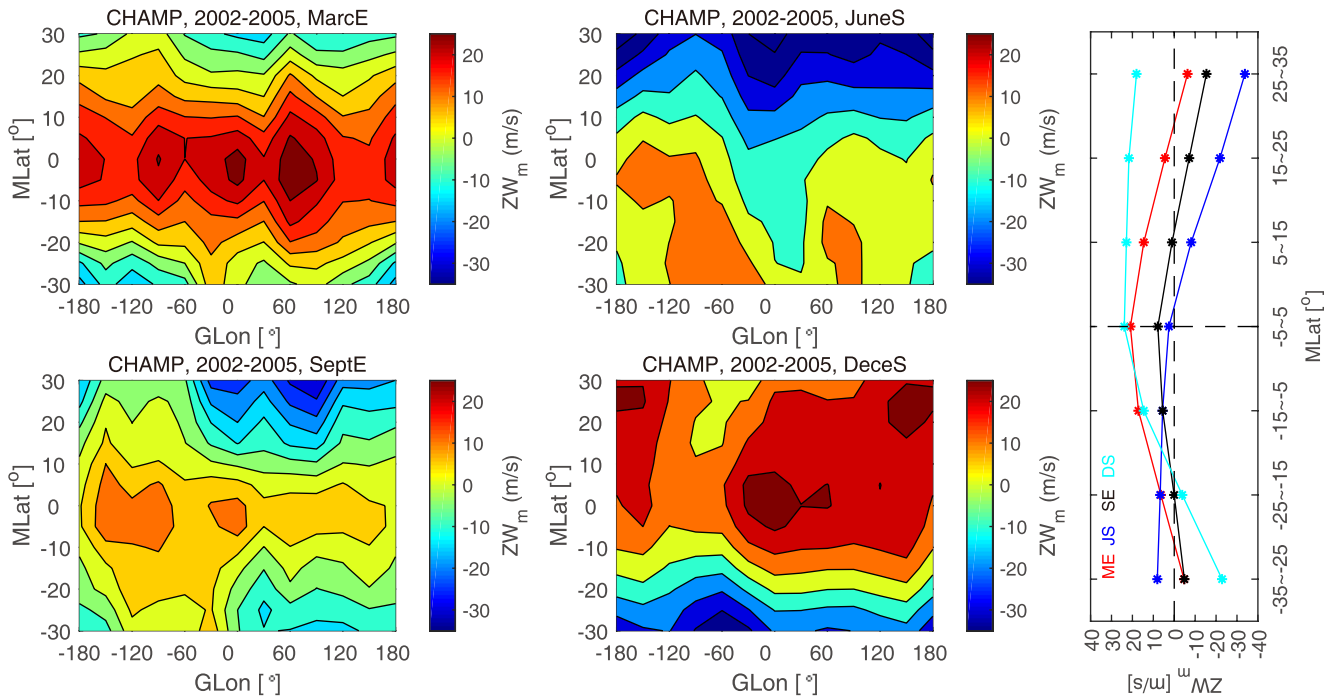 CHAMP, 2002-2005, MarcE
30
20
10
0
-10
-20
-30
MLat [°]
-180 -120 -60 0 60 120 180
GLon [°]
20
10
0
-10
-20
-30
ZWm (m/s)
CHAMP, 2002-2005, JuneS
30
20
10
0
-10
-20
-30
MLat [°]
-180 -120 -60 0 60 120 180
GLon [°]
20
10
0
-10
-20
-30
ZWm (m/s)
CHAMP, 2002-2005, SeptE
30
20
10
0
-10
-20
-30
MLat [°]
-180 -120 -60 0 60 120 180
GLon [°]
20
10
0
-10
-20
-30
ZWm (m/s)
CHAMP, 2002-2005, DeceS
30
20
10
0
-10
-20
-30
MLat [°]
-180 -120 -60 0 60 120 180
GLon [°]
20
10
0
-10
-20
-30
ZWm (m/s)
ME JS SE DS
40 30 20 10 0 -10 -20 -30 -40
ZWm [m/s]
25~35
15~25
5~15
-5~5
-15~-5
-25~-15
-35~-25
MLat [°]